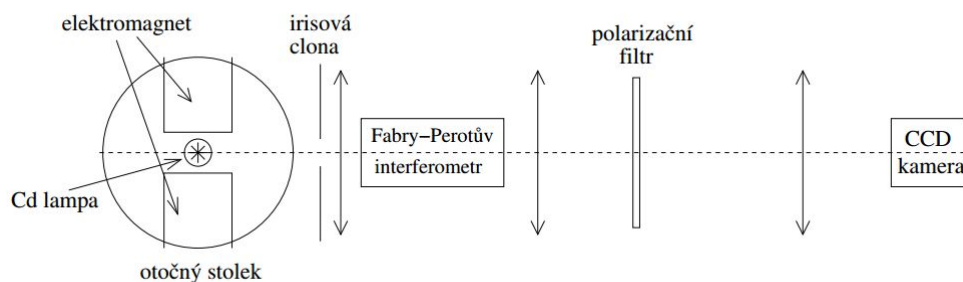 elektromagnet
irisová
clona
polarizační
filtr
Fabry–Perotův
interferometr
CCD
kamera
Cd lampa
otočný stolek